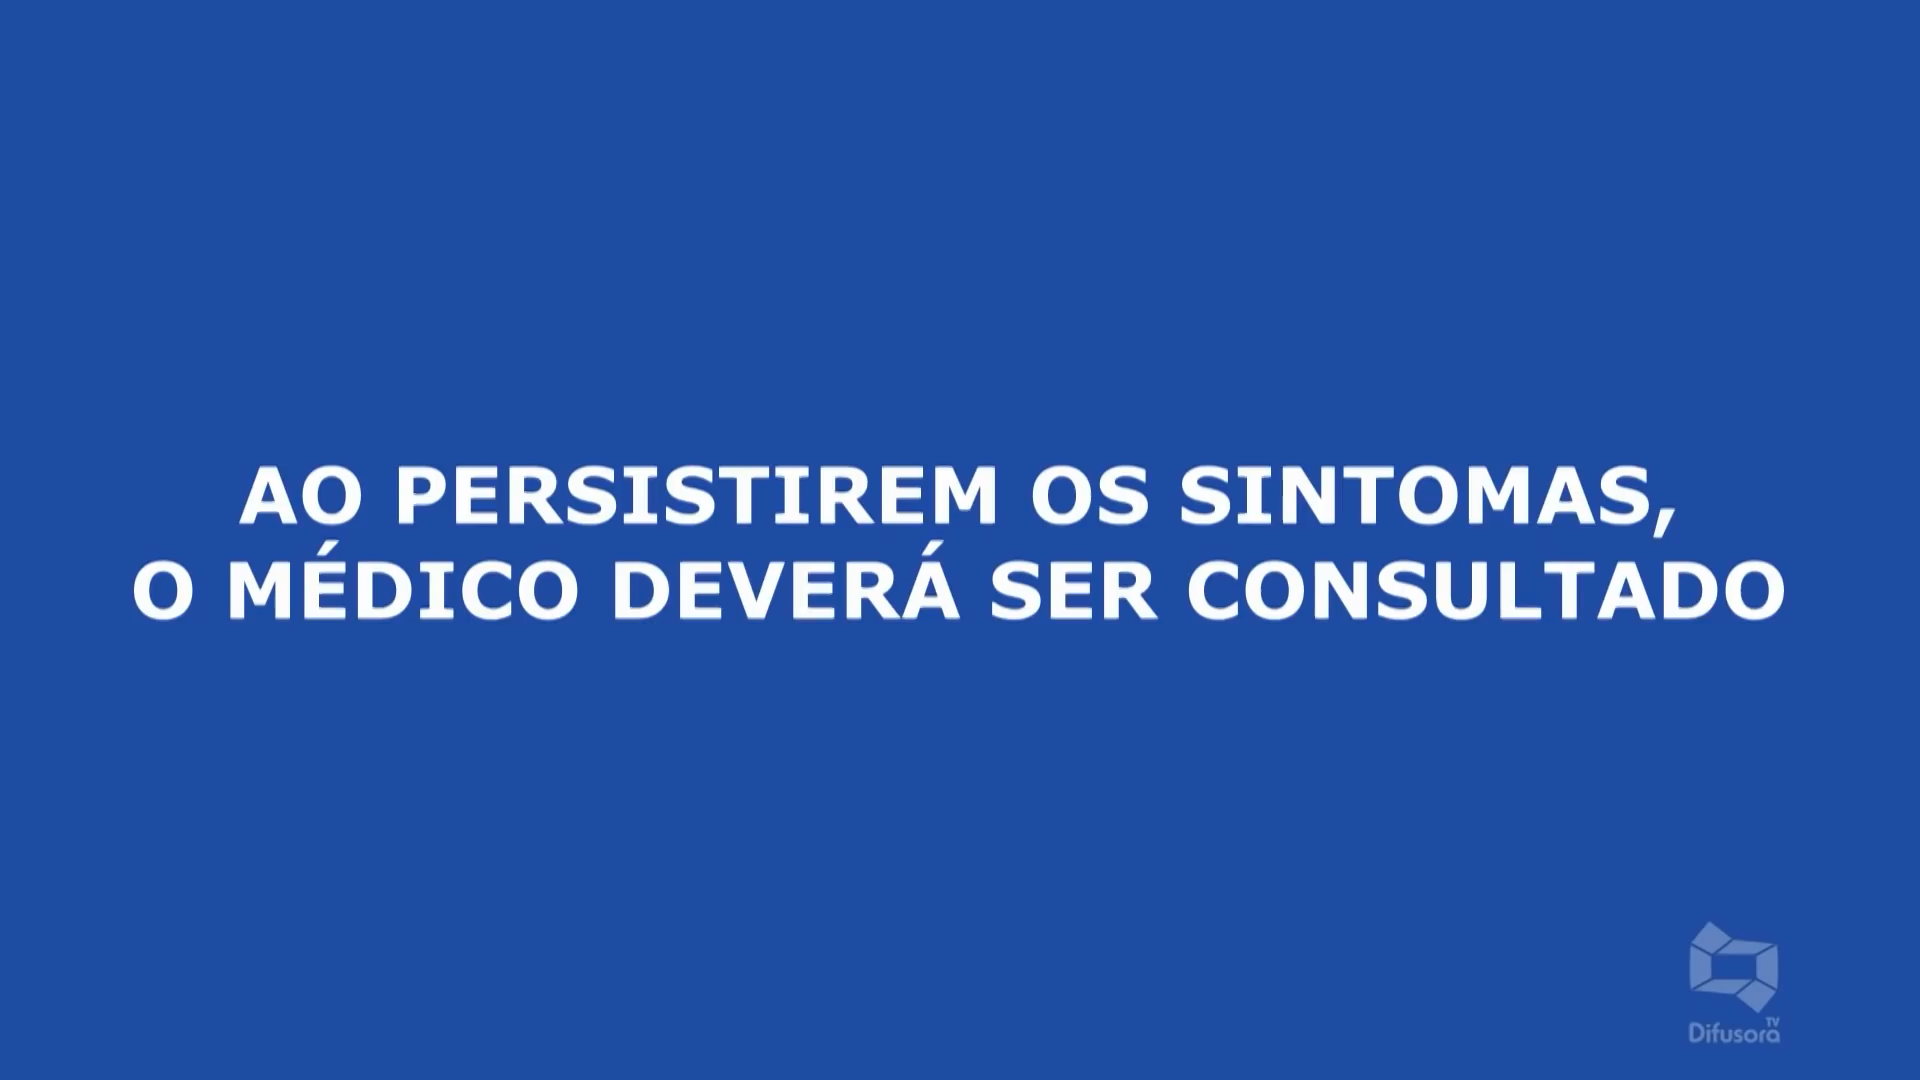 AO PERSISTIREM OS SINTOMAS,
O MÉDICO DEVERÁ SER CONSULTADO
TV
Difusora